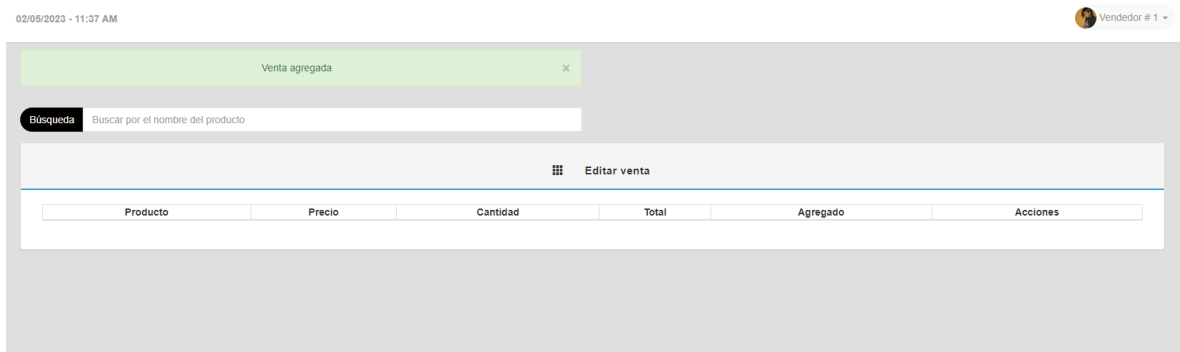 02/05/2023 - 11:37 AM
Vendedor # 1
Venta agregada ×
Búsqueda Buscar por el nombre del producto
Editar venta
Producto Precio Cantidad Total Agregado Acciones